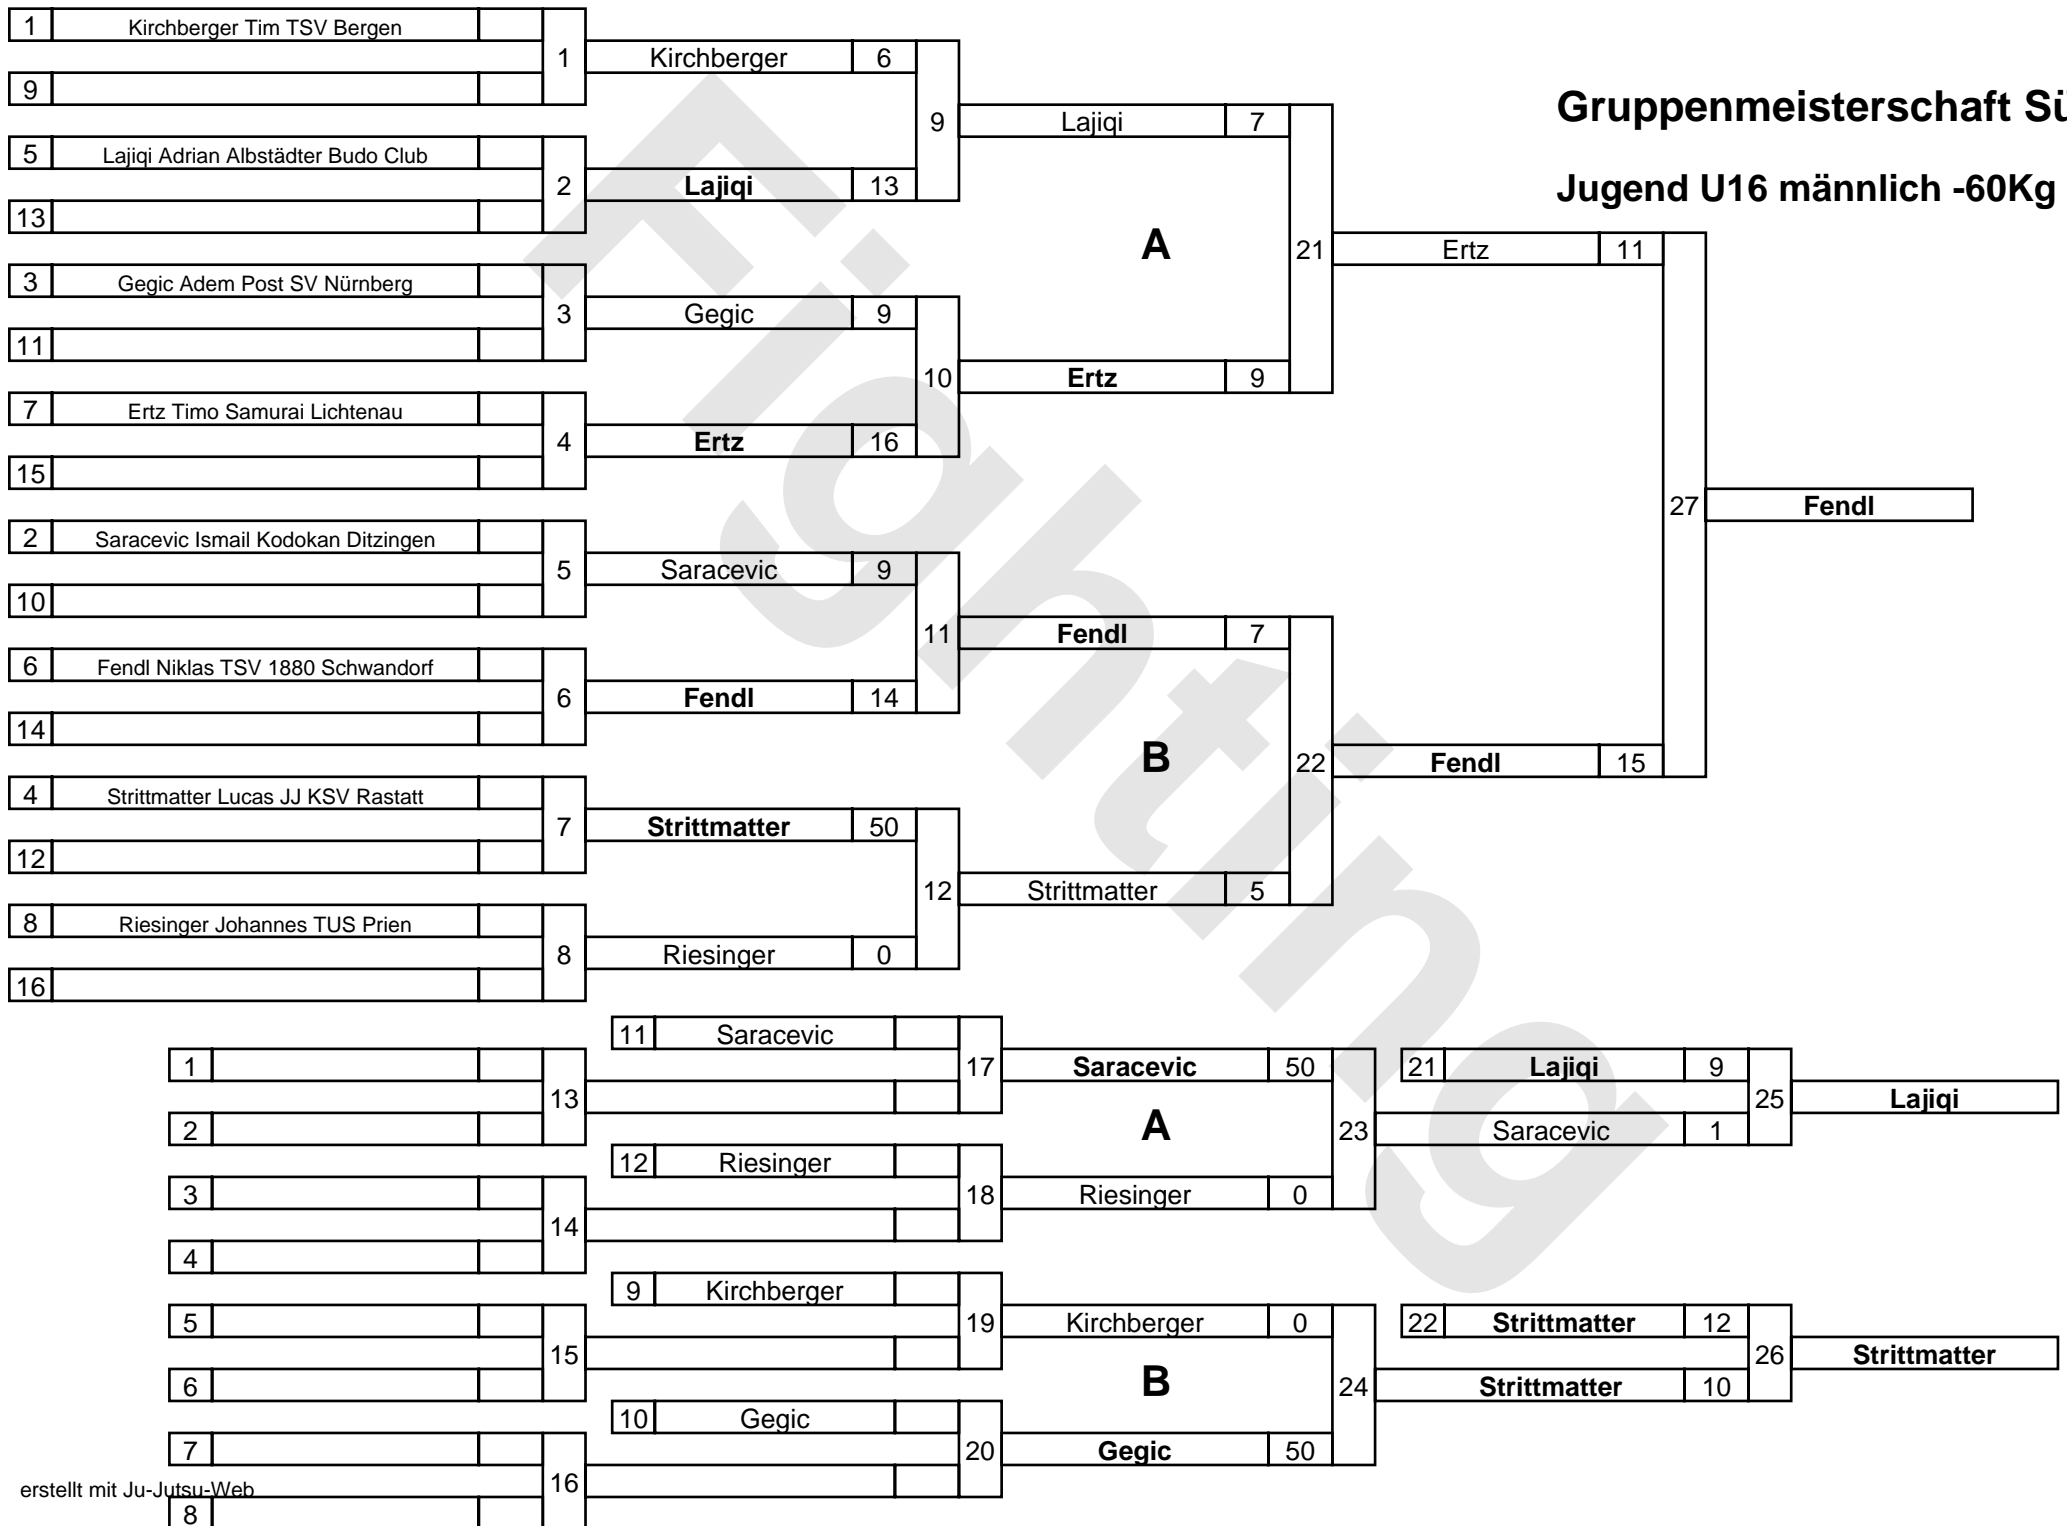 Gruppenmeisterschaft Sü
Jugend U16 männlich -60Kg
Fighting
1 Kirchberger Tim TSV Bergen
9
1
5 Lajiqi Adrian Albstädter Budo Club
13
2
3 Gegic Adem Post SV Nürnberg
11
3
7 Ertz Timo Samurai Lichtenau
15
4
2 Saracevic Ismail Kodokan Ditzingen
10
5
6 Fendl Niklas TSV 1880 Schwandorf
14
6
4 Strittmatter Lucas JJ KSV Rastatt
12
7
8 Riesinger Johannes TUS Prien
16
8
Kirchberger 6
9
Lajiqi 13
Gegic 9
10
Ertz 16
Saracevic 9
11
Fendl 14
Strittmatter 50
12
Riesinger 0
Lajiqi 7
A
21
Ertz 9
Fendl 7
B
22
Strittmatter 5
Ertz 11
27
Fendl 15
Fendl
1
13
2
3
14
4
5
15
6
7
16
8
11 Saracevic
17
12 Riesinger
18
9 Kirchberger
19
10 Gegic
20
Saracevic 50
A
23
Riesinger 0
Kirchberger 0
B
24
Gegic 50
21 Lajiqi 9
25
Saracevic 1
Lajiqi
22 Strittmatter 12
26
Strittmatter 10
Strittmatter
erstellt mit Ju-Jutsu-Web